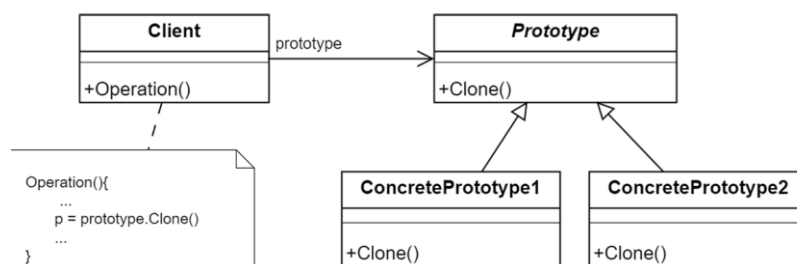 Client
prototype
Prototype
+Operation()
+Clone()
Operation(){
...
p = prototype.Clone()
...
}
ConcretePrototype1
ConcretePrototype2
+Clone()
+Clone()